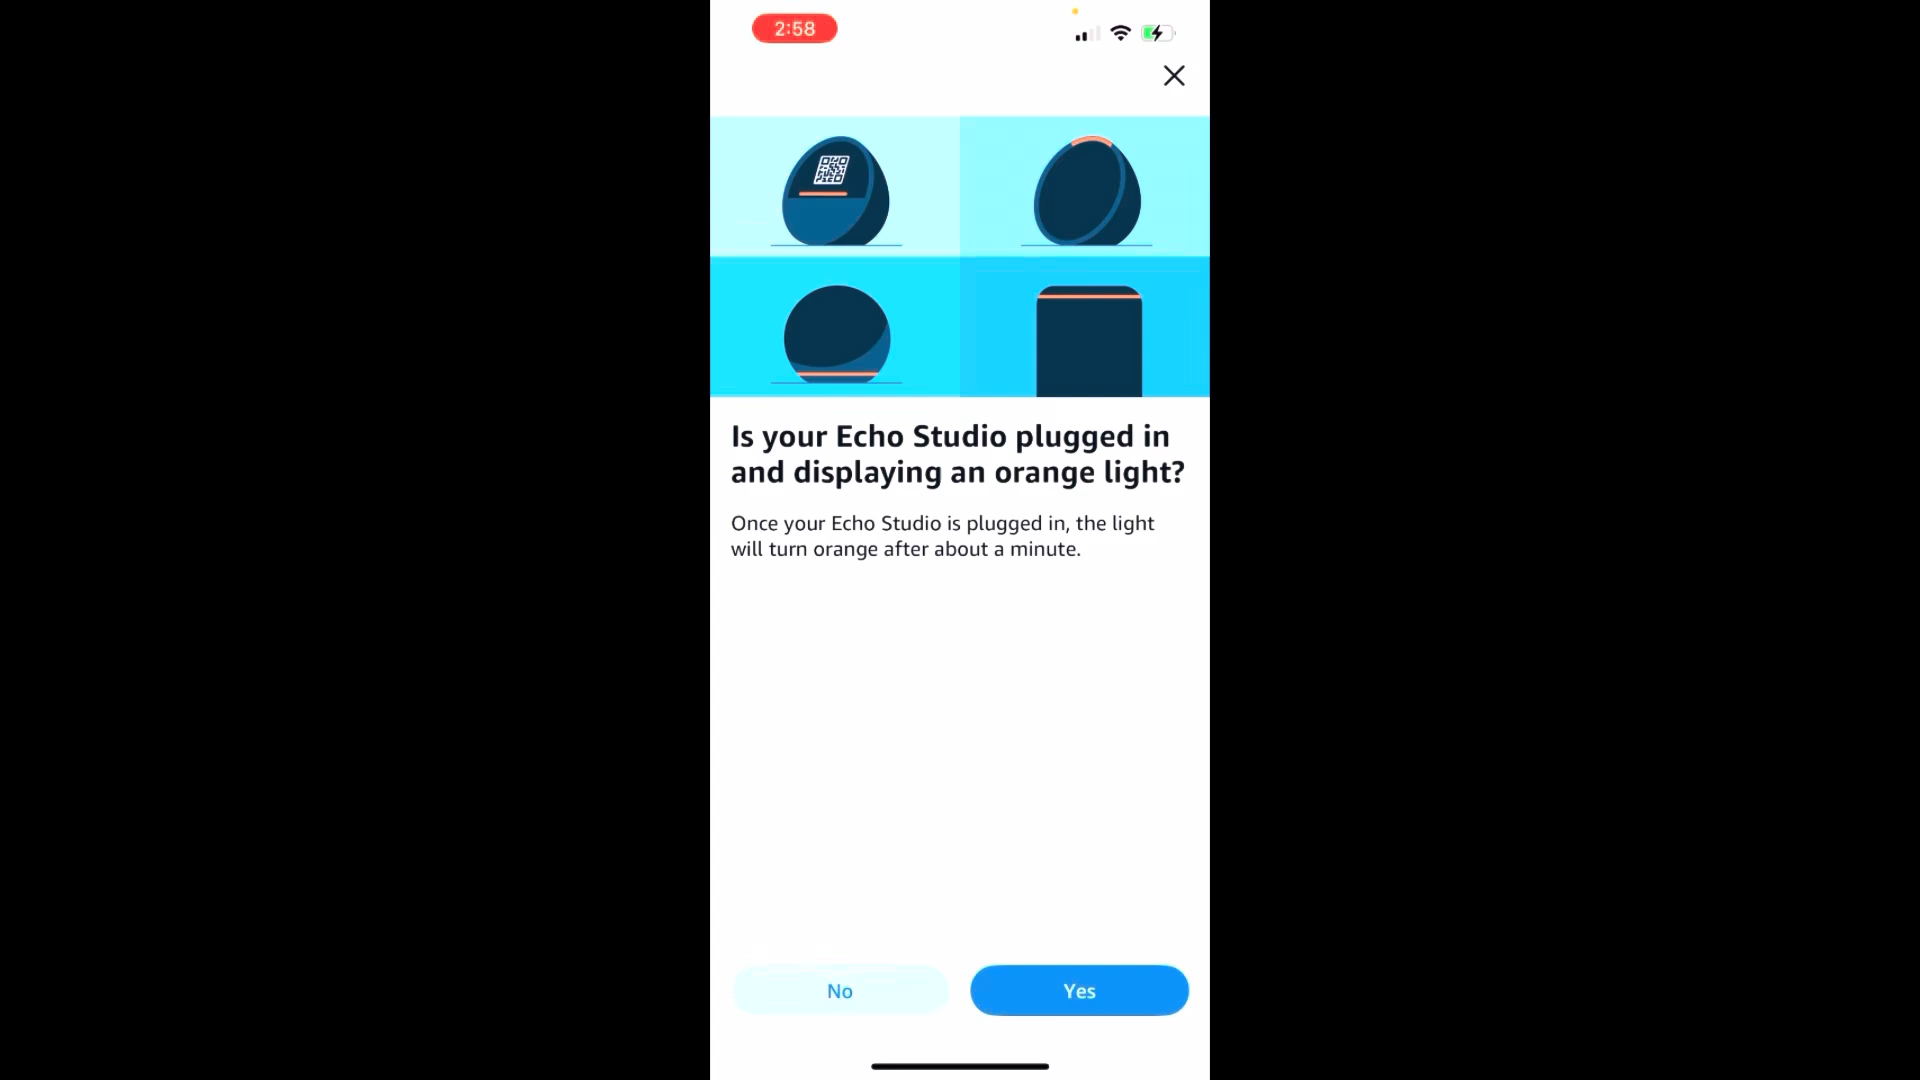 2:58
Is your Echo Studio plugged in
and displaying an orange light?
Once your Echo Studio is plugged in, the light
will turn orange after about a minute.
No
Yes